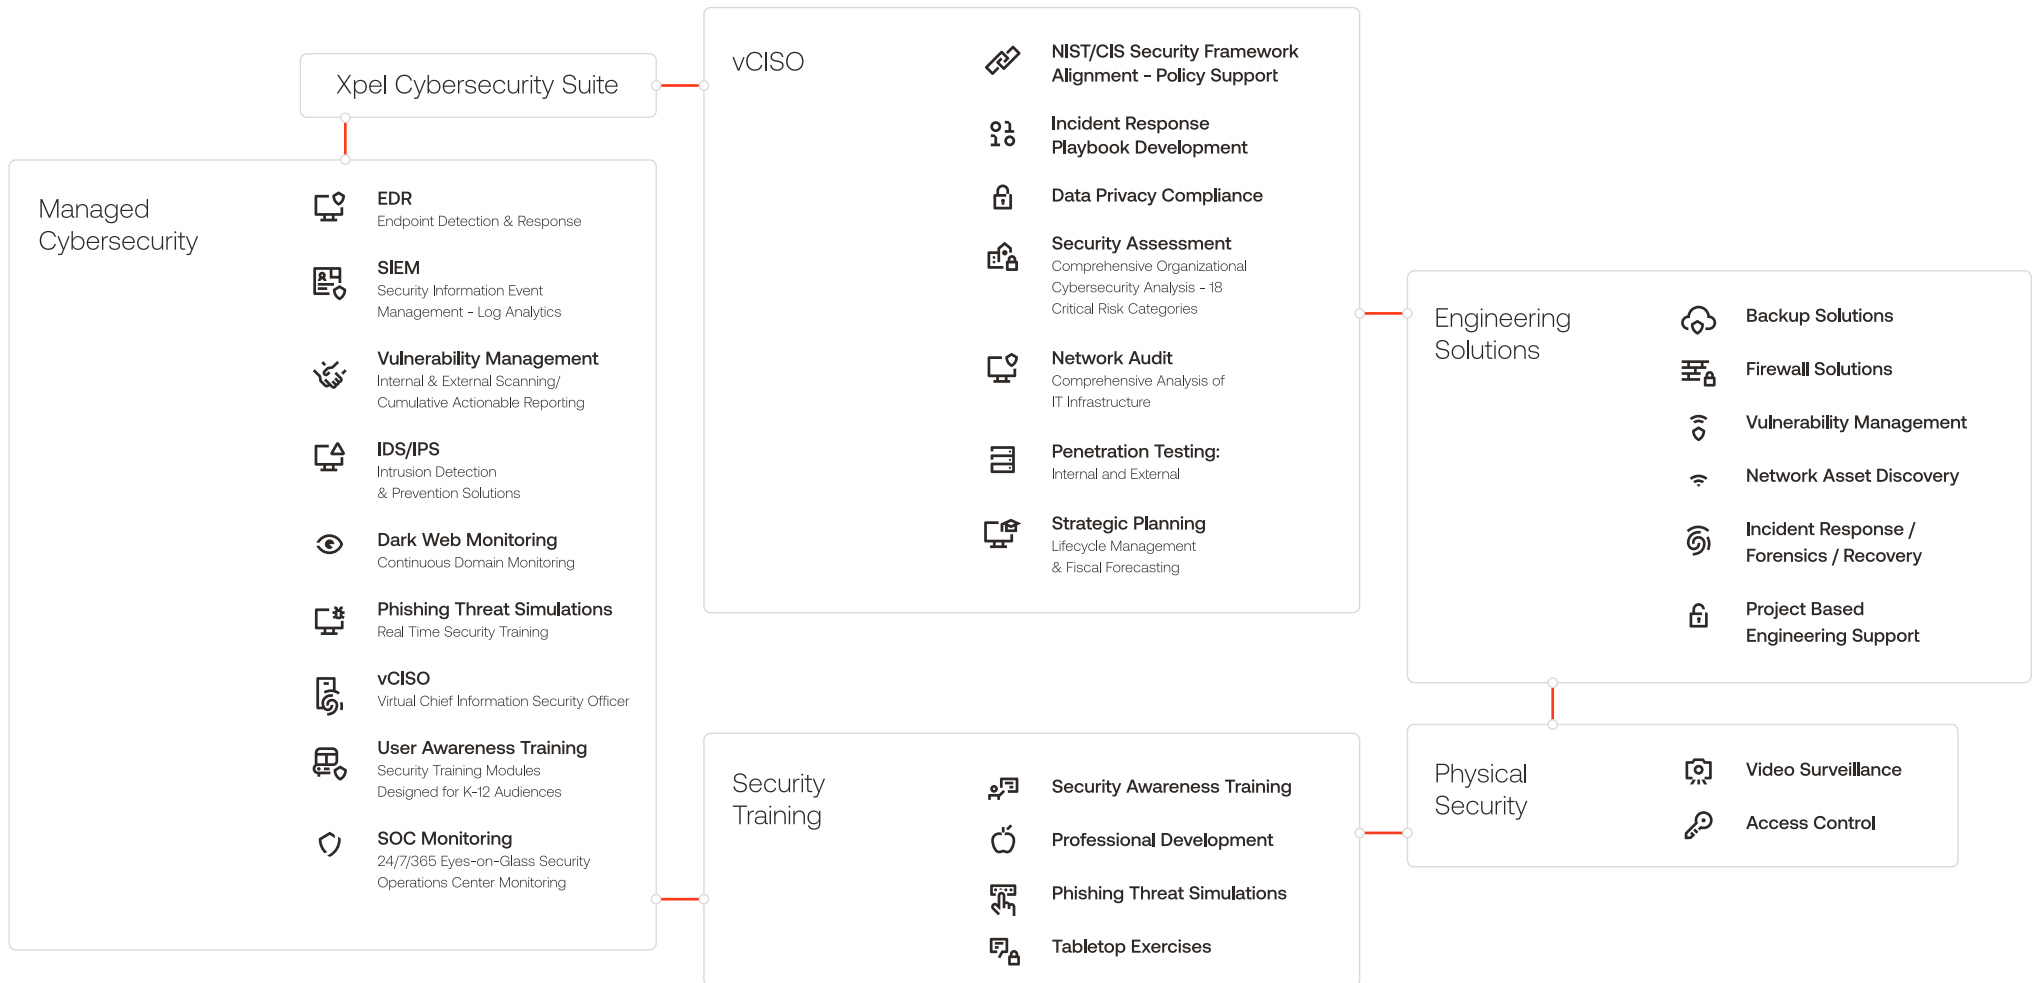 Xpel Cybersecurity Suite
Managed
Cybersecurity
EDR
Endpoint Detection & Response
SIEM
Security Information Event
Management - Log Analytics
Vulnerability Management
Internal & External Scanning/
Cumulative Actionable Reporting
IDS/IPS
Intrusion Detection
& Prevention Solutions
Dark Web Monitoring
Continuous Domain Monitoring
Phishing Threat Simulations
Real Time Security Training
vCISO
Virtual Chief Information Security Officer
User Awareness Training
Security Training Modules
Designed for K-12 Audiences
SOC Monitoring
24/7/365 Eyes-on-Glass Security
Operations Center Monitoring
vCISO
NIST/CIS Security Framework
Alignment - Policy Support
Incident Response
Playbook Development
Data Privacy Compliance
Security Assessment
Comprehensive Organizational
Cybersecurity Analysis - 18
Critical Risk Categories
Network Audit
Comprehensive Analysis of
IT Infrastructure
Penetration Testing:
Internal and External
Strategic Planning
Lifecycle Management
& Fiscal Forecasting
Security
Training
Security Awareness Training
Professional Development
Phishing Threat Simulations
Tabletop Exercises
Engineering
Solutions
Backup Solutions
Firewall Solutions
Vulnerability Management
Network Asset Discovery
Incident Response /
Forensics / Recovery
Project Based
Engineering Support
Physical
Security
Video Surveillance
Access Control